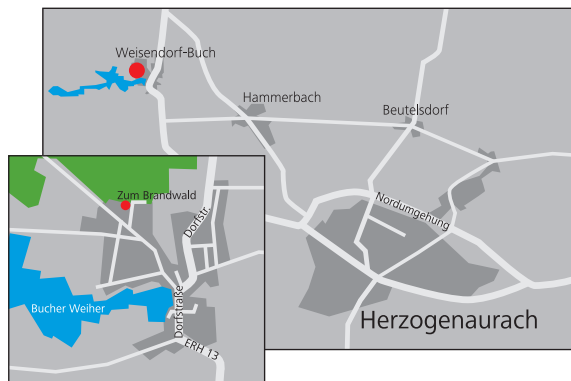 Weisendorf-Buch
Hammerbach
Beutelsdorf
Nordumgehung
Herzogenaurach
Zum Brandwald
Dorfstr.
Bucher Weiher
Dorfstraße
ERH 13